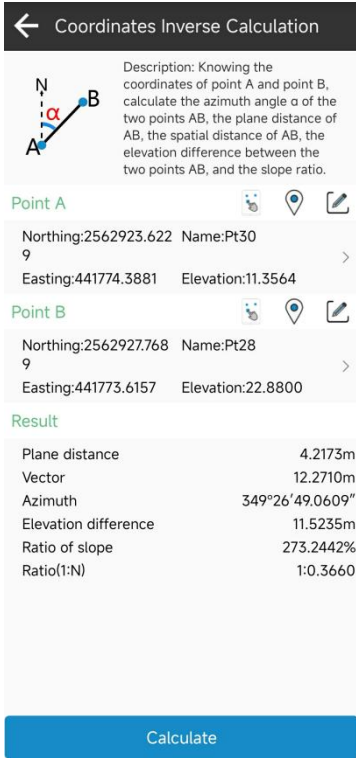 Coordinates Inverse Calculation
N
B
α
A
Description: Knowing the
coordinates of point A and point B,
calculate the azimuth angle α of the
two points AB, the plane distance of
AB, the spatial distance of AB, the
elevation difference between the
two points AB, and the slope ratio.
Point A
Northing:2562923.622 Name:Pt30
9
Easting:441774.3881 Elevation:11.3564
Point B
Northing:2562927.768 Name:Pt28
9
Easting:441773.6157 Elevation:22.8800
Result
Plane distance 4.2173m
Vector 12.2710m
Azimuth 349°26′49.0609″
Elevation difference 11.5235m
Ratio of slope 273.2442%
Ratio(1:N) 1:0.3660
Calculate